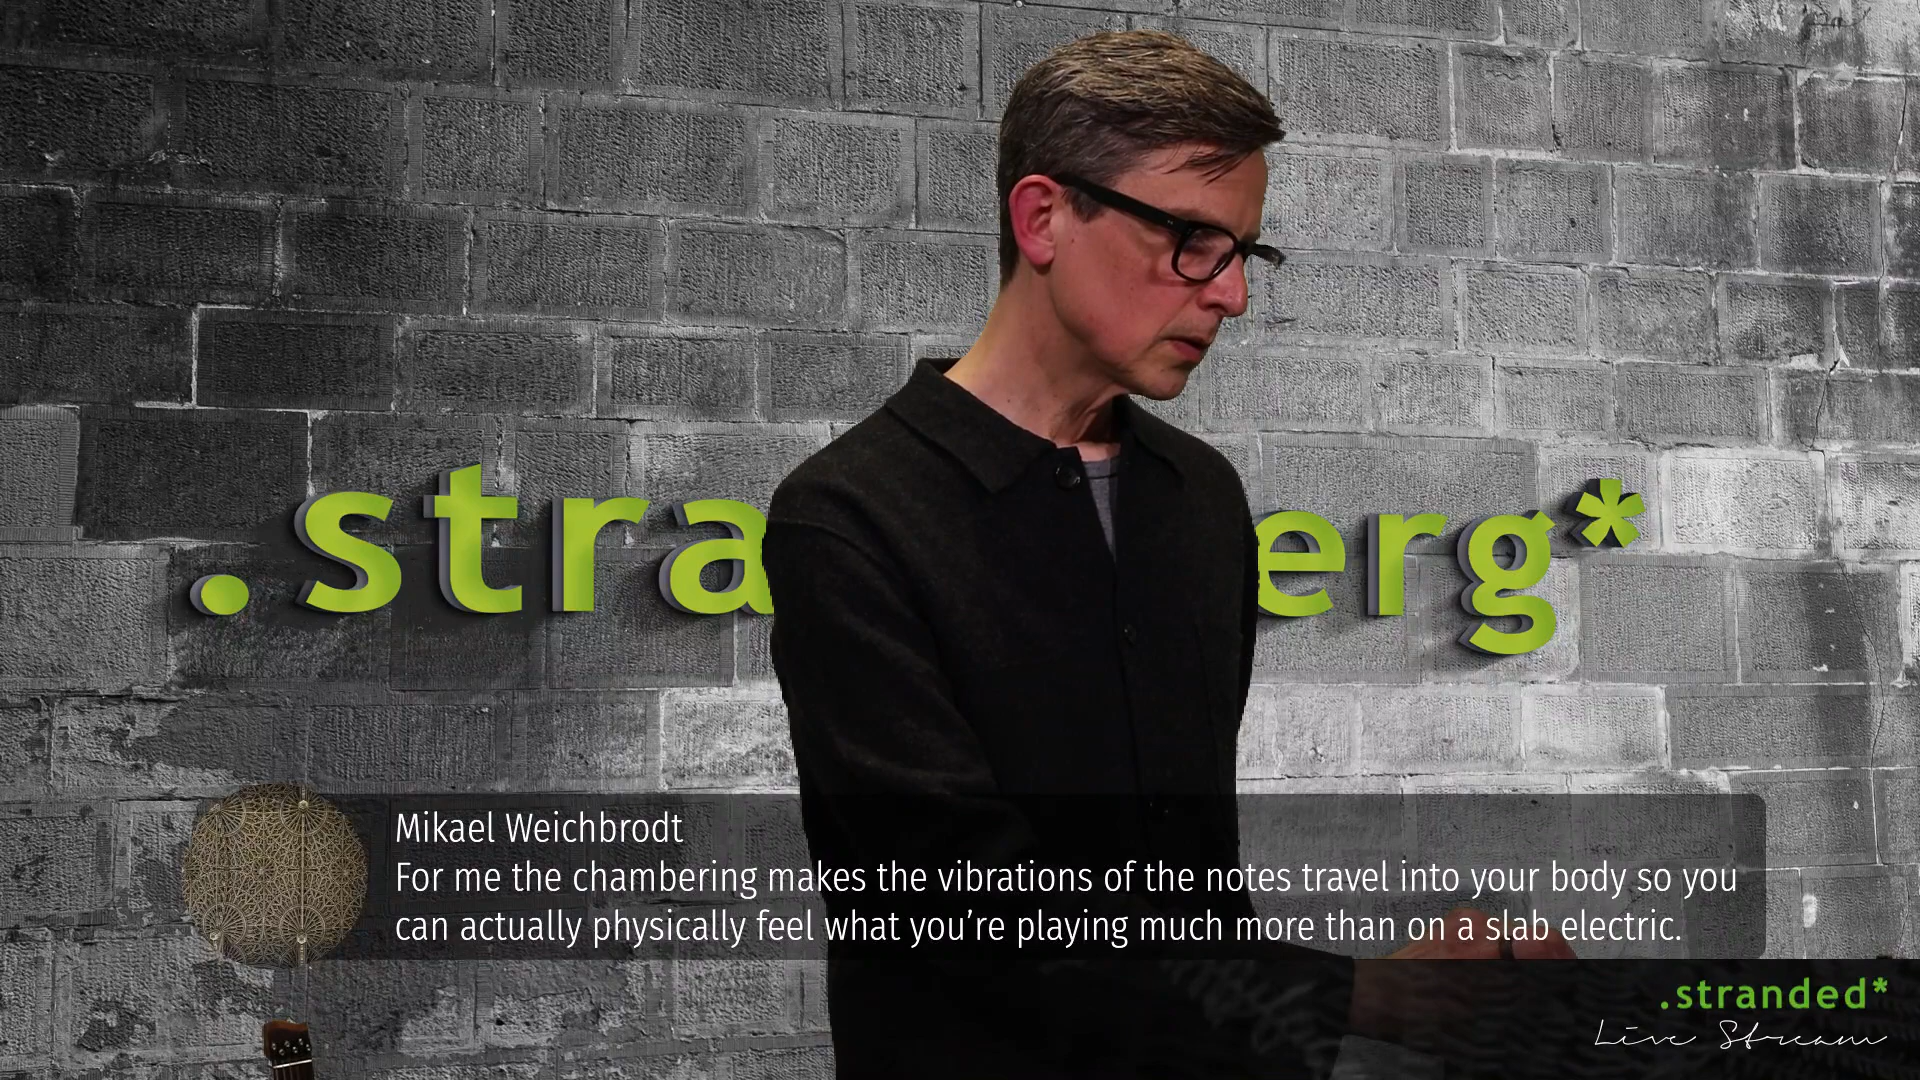 .stra erg*
Mikael Weichbrodt
For me the chambering makes the vibrations of the notes travel into your body so you
can actually physically feel what you’re playing much more than on a slab electric.
.stranded*
Live Stream